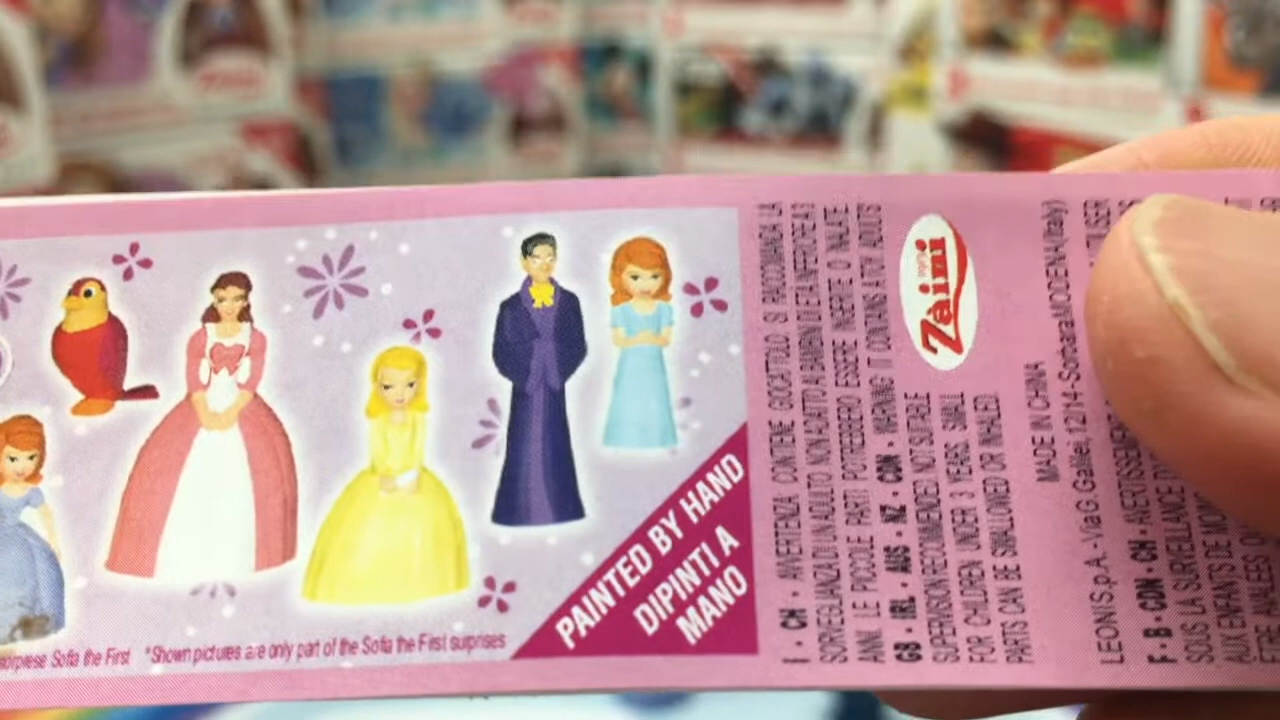 sorprese Sofia the First *Shown pictures are only part of the Sofia the First surprises
PAINTED BY HAND
DIPINTI A
MANO
I • CH • AVVERTENZA CONTIENE GIOCATTOLO. SI RACCOMANDA LA
SORVEGLIANZA DI UN ADULTO. NON ADATTO AI BAMBINI DI ETÀ INFERIORE A 3
ANNI. LE PICCOLE PARTI POTREBBERO ESSERE INGERITE O INALATE.
GB • IRL • AUS • NZ • CDN • WARNING: IT CONTAINS A TOY. ADULTS
SUPERVISION RECOMMENDED. NOT SUITABLE
FOR CHILDREN UNDER 3 YEARS. SMALL
PARTS CAN BE SWALLOWED OR INHALED.
Zaini
MADE IN CHINA
LEONI S.p.A. - Via G. Galilei, 12/14 - Sorbara MODENA (Italy)
F • B • CDN • CH • AVERTISSEMENT
SOUS LA SURVEILLANCE
AUX ENFANTS DE MOINS